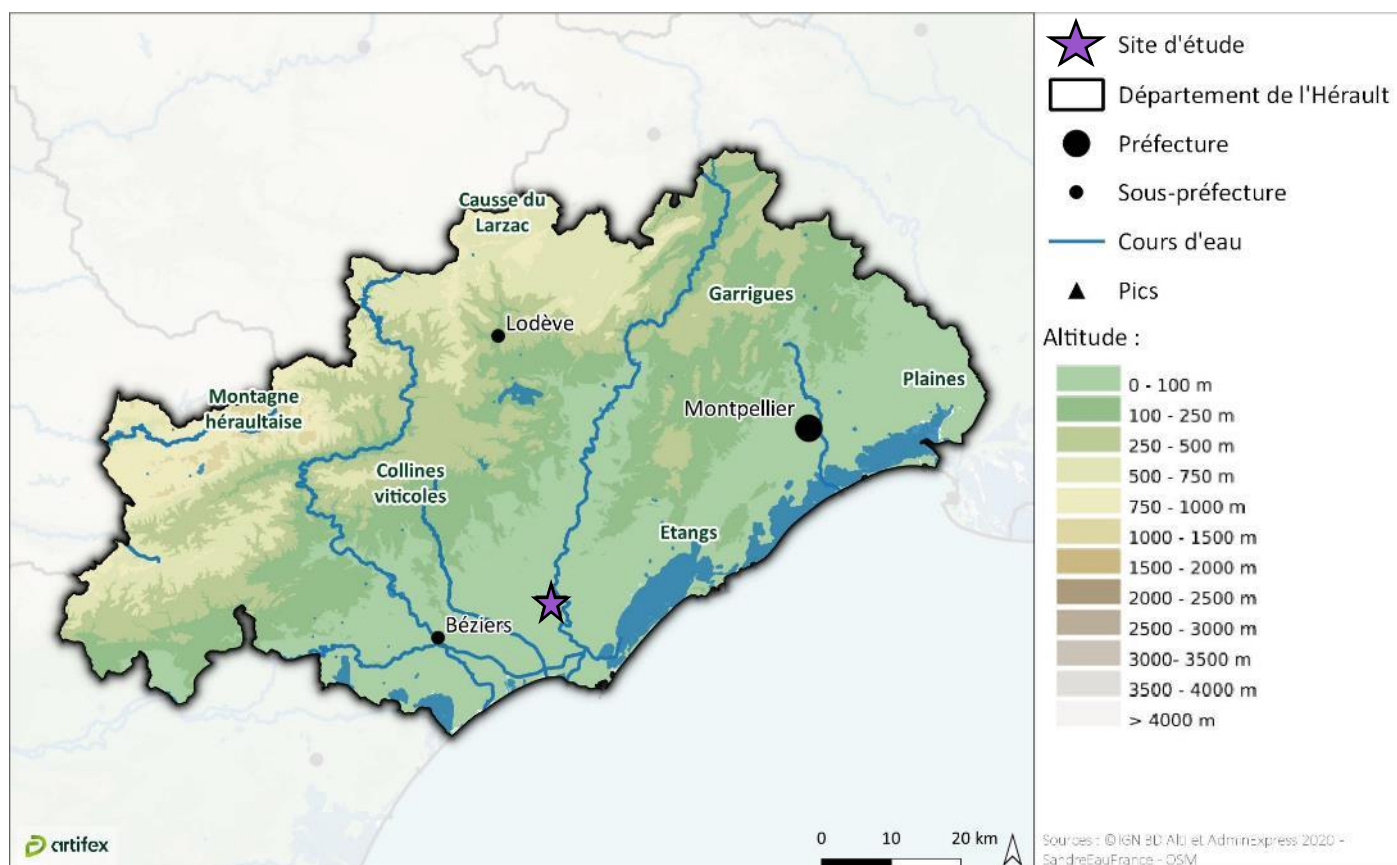 Causse du
Larzac
Garrigues
Lodève
Plaines
Montagne
héraultaise
Montpellier
Collines
viticoles
Etangs
Béziers
artifex
0 10 20 km
Site d'étude
Département de l'Hérault
Préfecture
Sous-préfecture
Cours d'eau
Pics
Altitude :
0 - 100 m
100 - 250 m
250 - 500 m
500 - 750 m
750 - 1000 m
1000 - 1500 m
1500 - 2000 m
2000 - 2500 m
2500 - 3000 m
3000- 3500 m
3500 - 4000 m
> 4000 m
Sources : © IGN BD Alti et AdminExpress 2020 -
SandreEauFrance - OSM